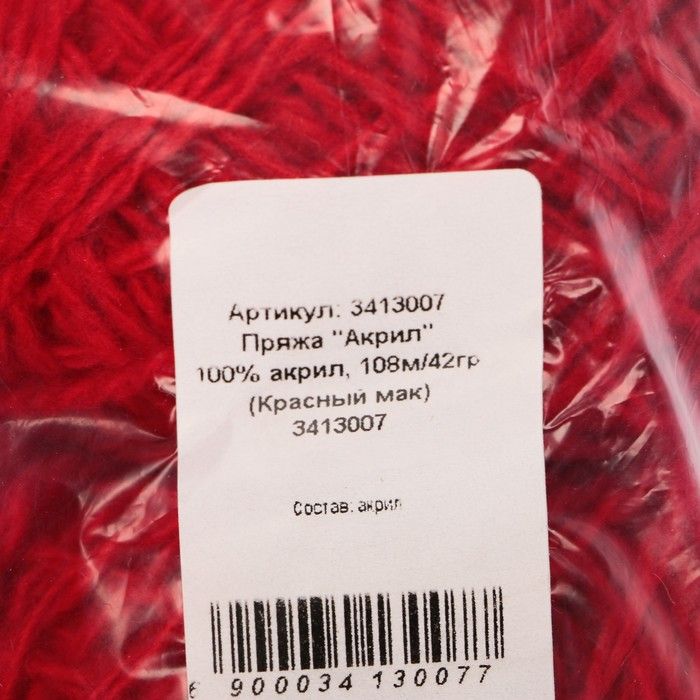 Артикул: 3413007
Пряжа "Акрил"
100% акрил, 108м/42гр
(Красный мак)
3413007
Состав: акрил
6 900034 130077